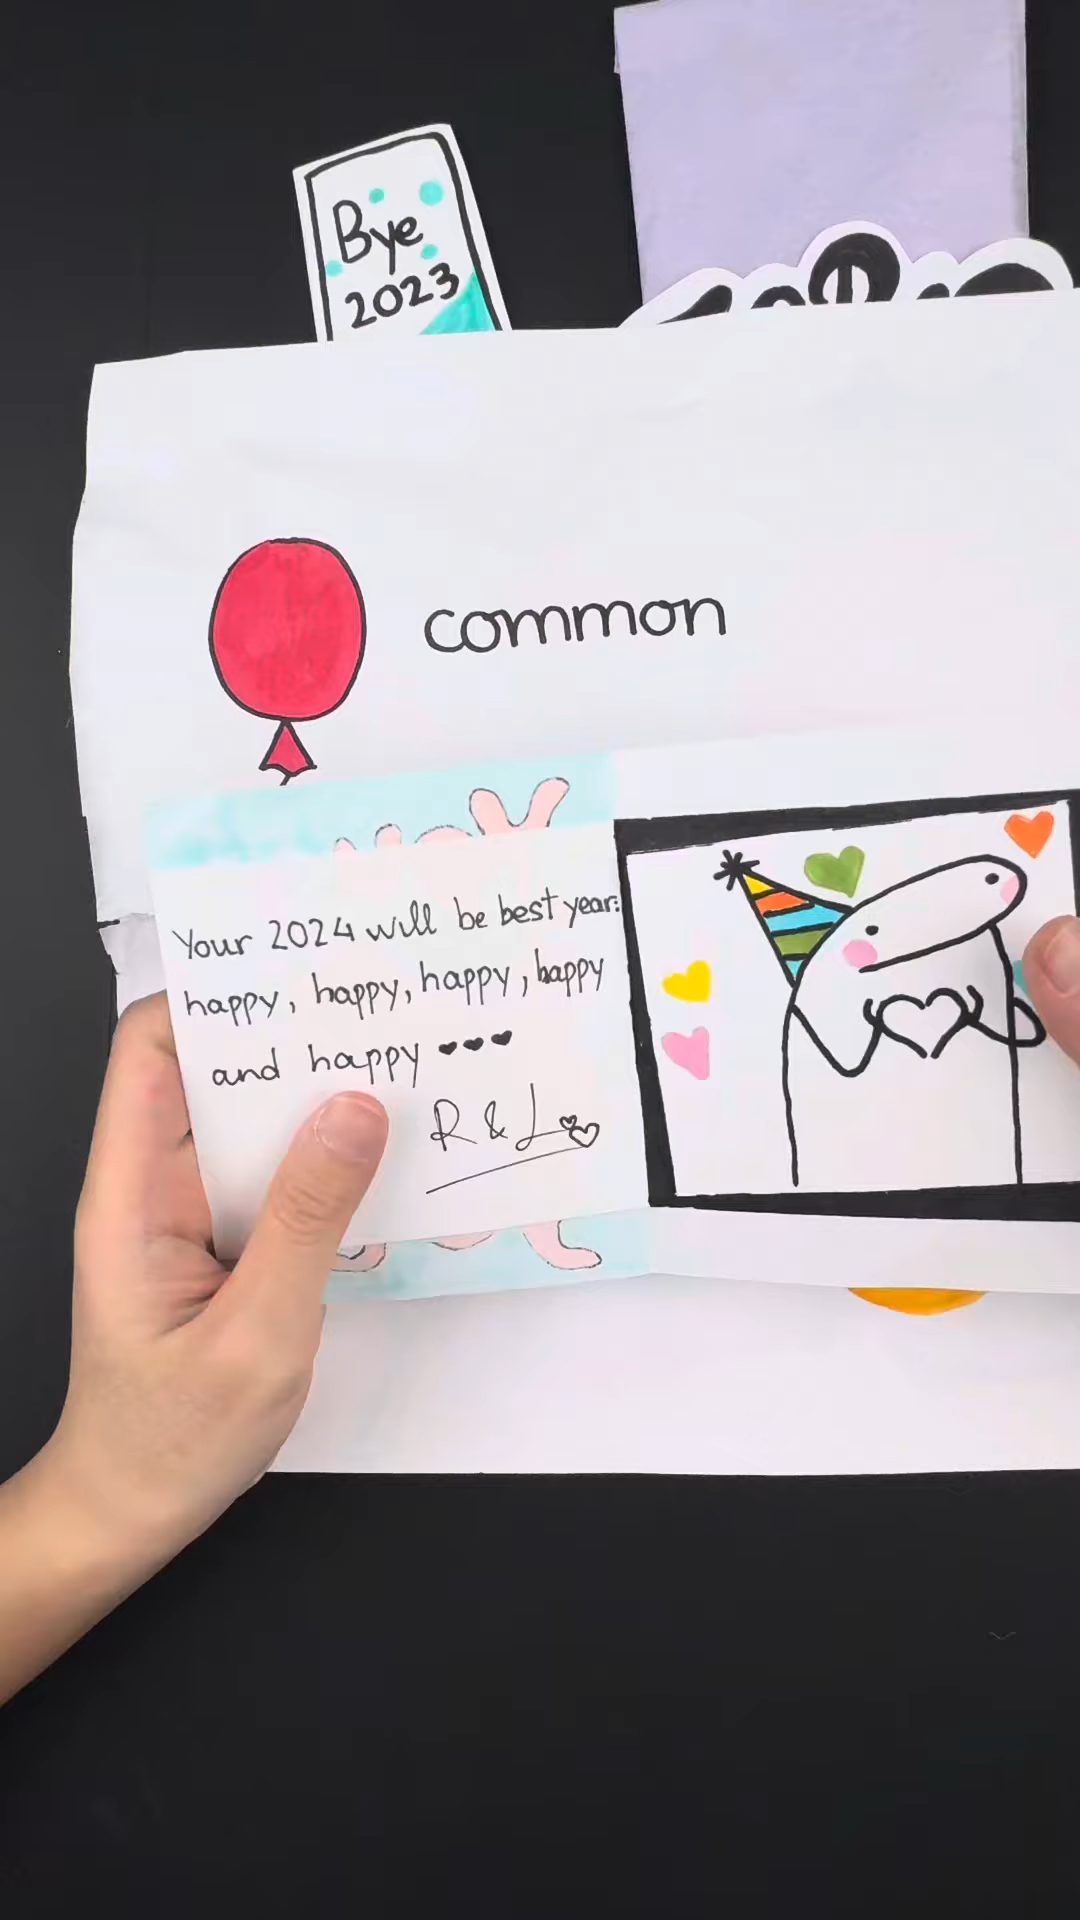 Bye
2023
common
Your 2024 will be best year:
happy, happy, happy, happy
and happy
R & L